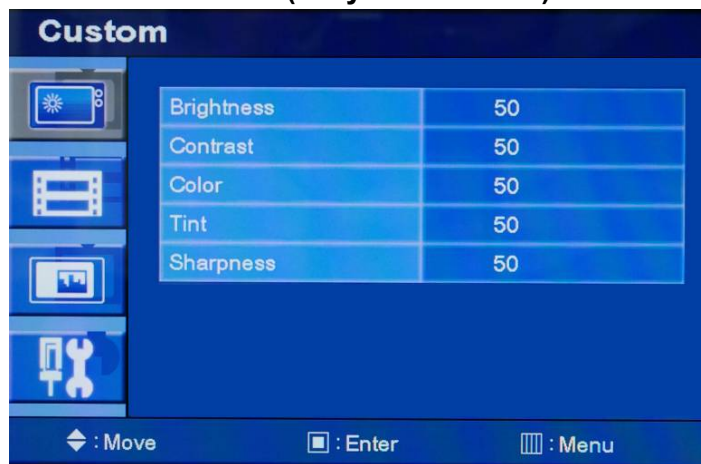 Custom
Brightness 50
Contrast 50
Color 50
Tint 50
Sharpness 50
: Move : Enter : Menu